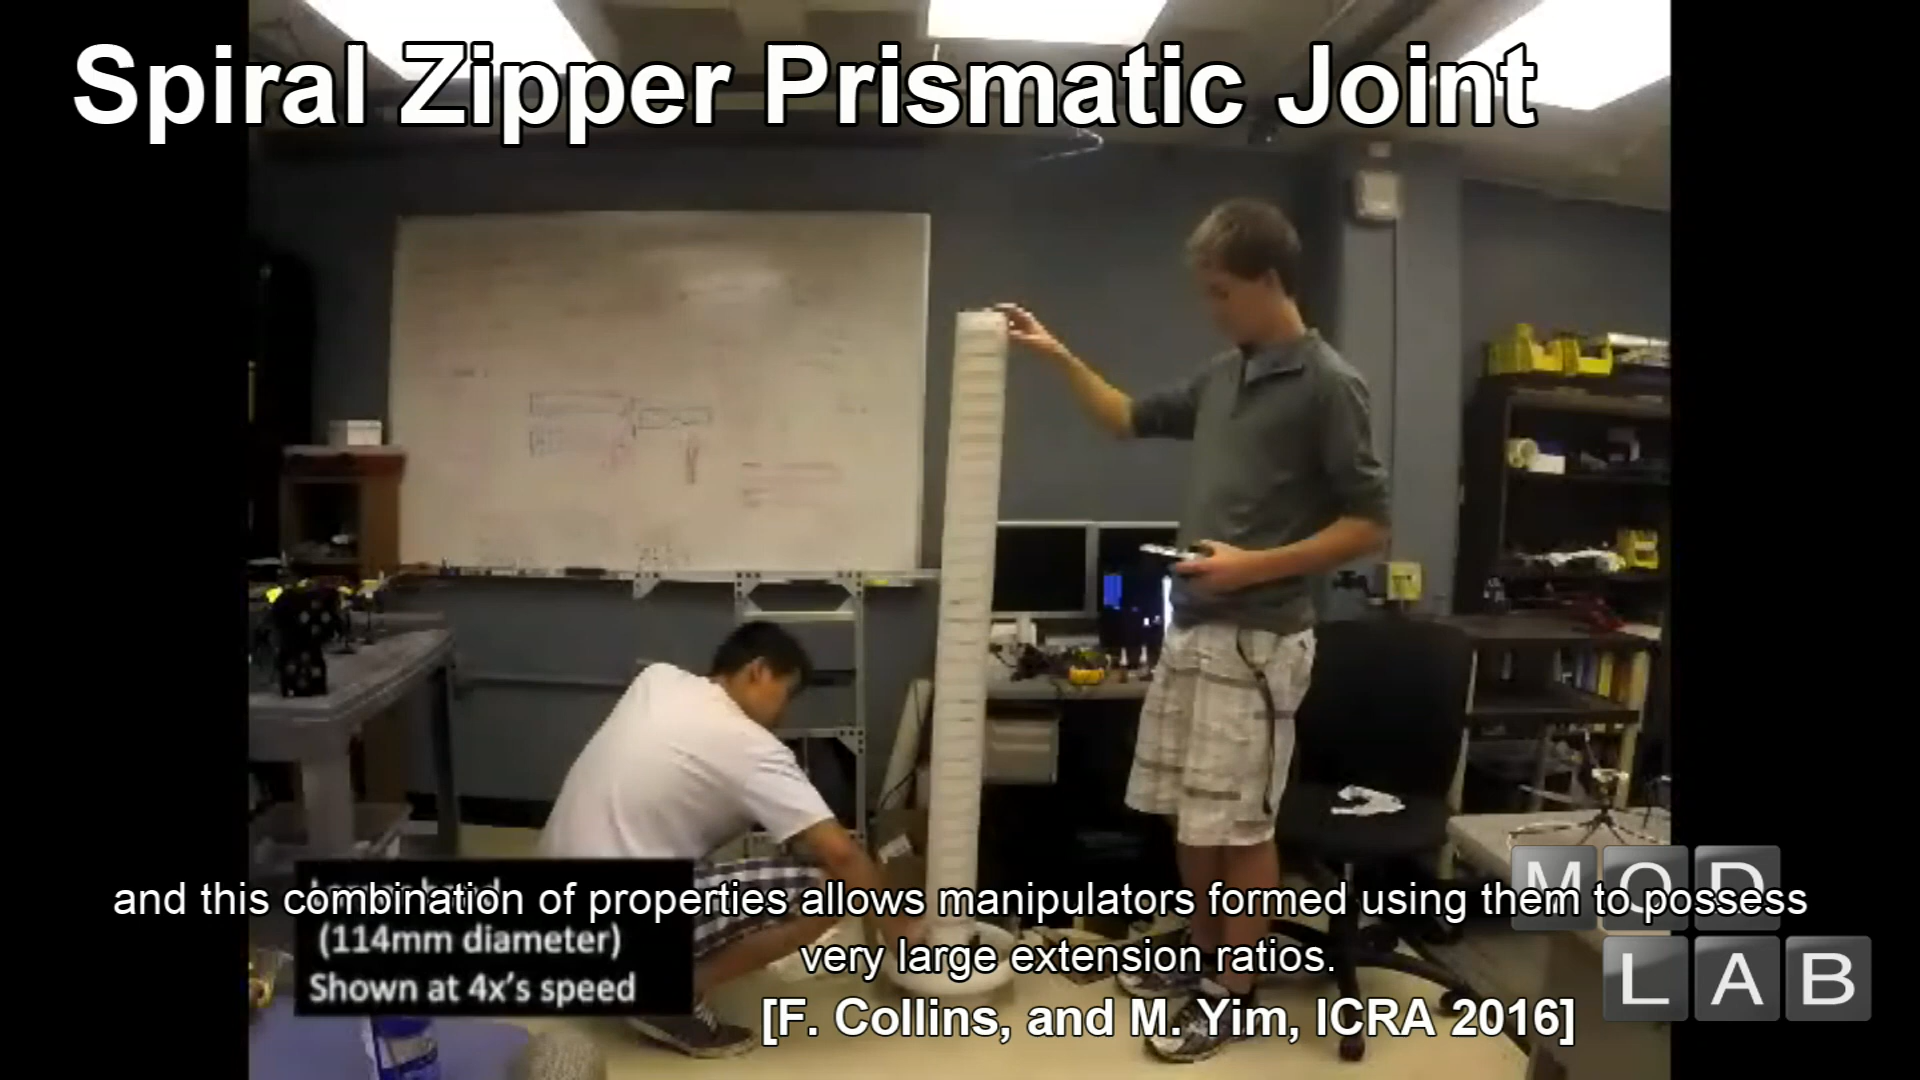 Spiral Zipper Prismatic Joint
and this combination of properties allows manipulators formed using them to possess
very large extension ratios.
(114mm diameter)
Shown at 4x's speed
[F. Collins, and M. Yim, ICRA 2016]
MOD
LAB